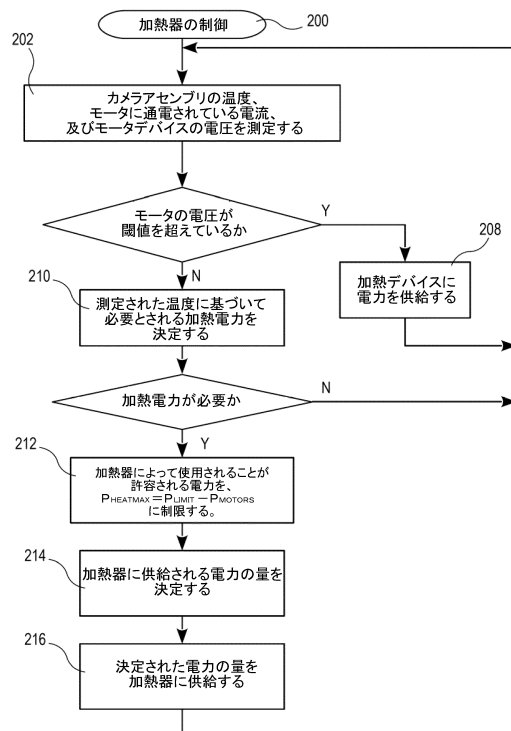 加熱器の制御
200
202
カメラアセンブリの温度、
モータに通電されている電流、
及びモータデバイスの電圧を測定する
モータの電圧が
閾値を超えているか
Y
N
208
加熱デバイスに
電力を供給する
210
測定された温度に基づいて
必要とされる加熱電力を
決定する
加熱電力が必要か
N
Y
212
加熱器によって使用されることが
許容される電力を、
PHEATMAX＝PLIMIT－PMOTORS
に制限する。
214
加熱器に供給される電力の量を
決定する
216
決定された電力の量を
加熱器に供給する